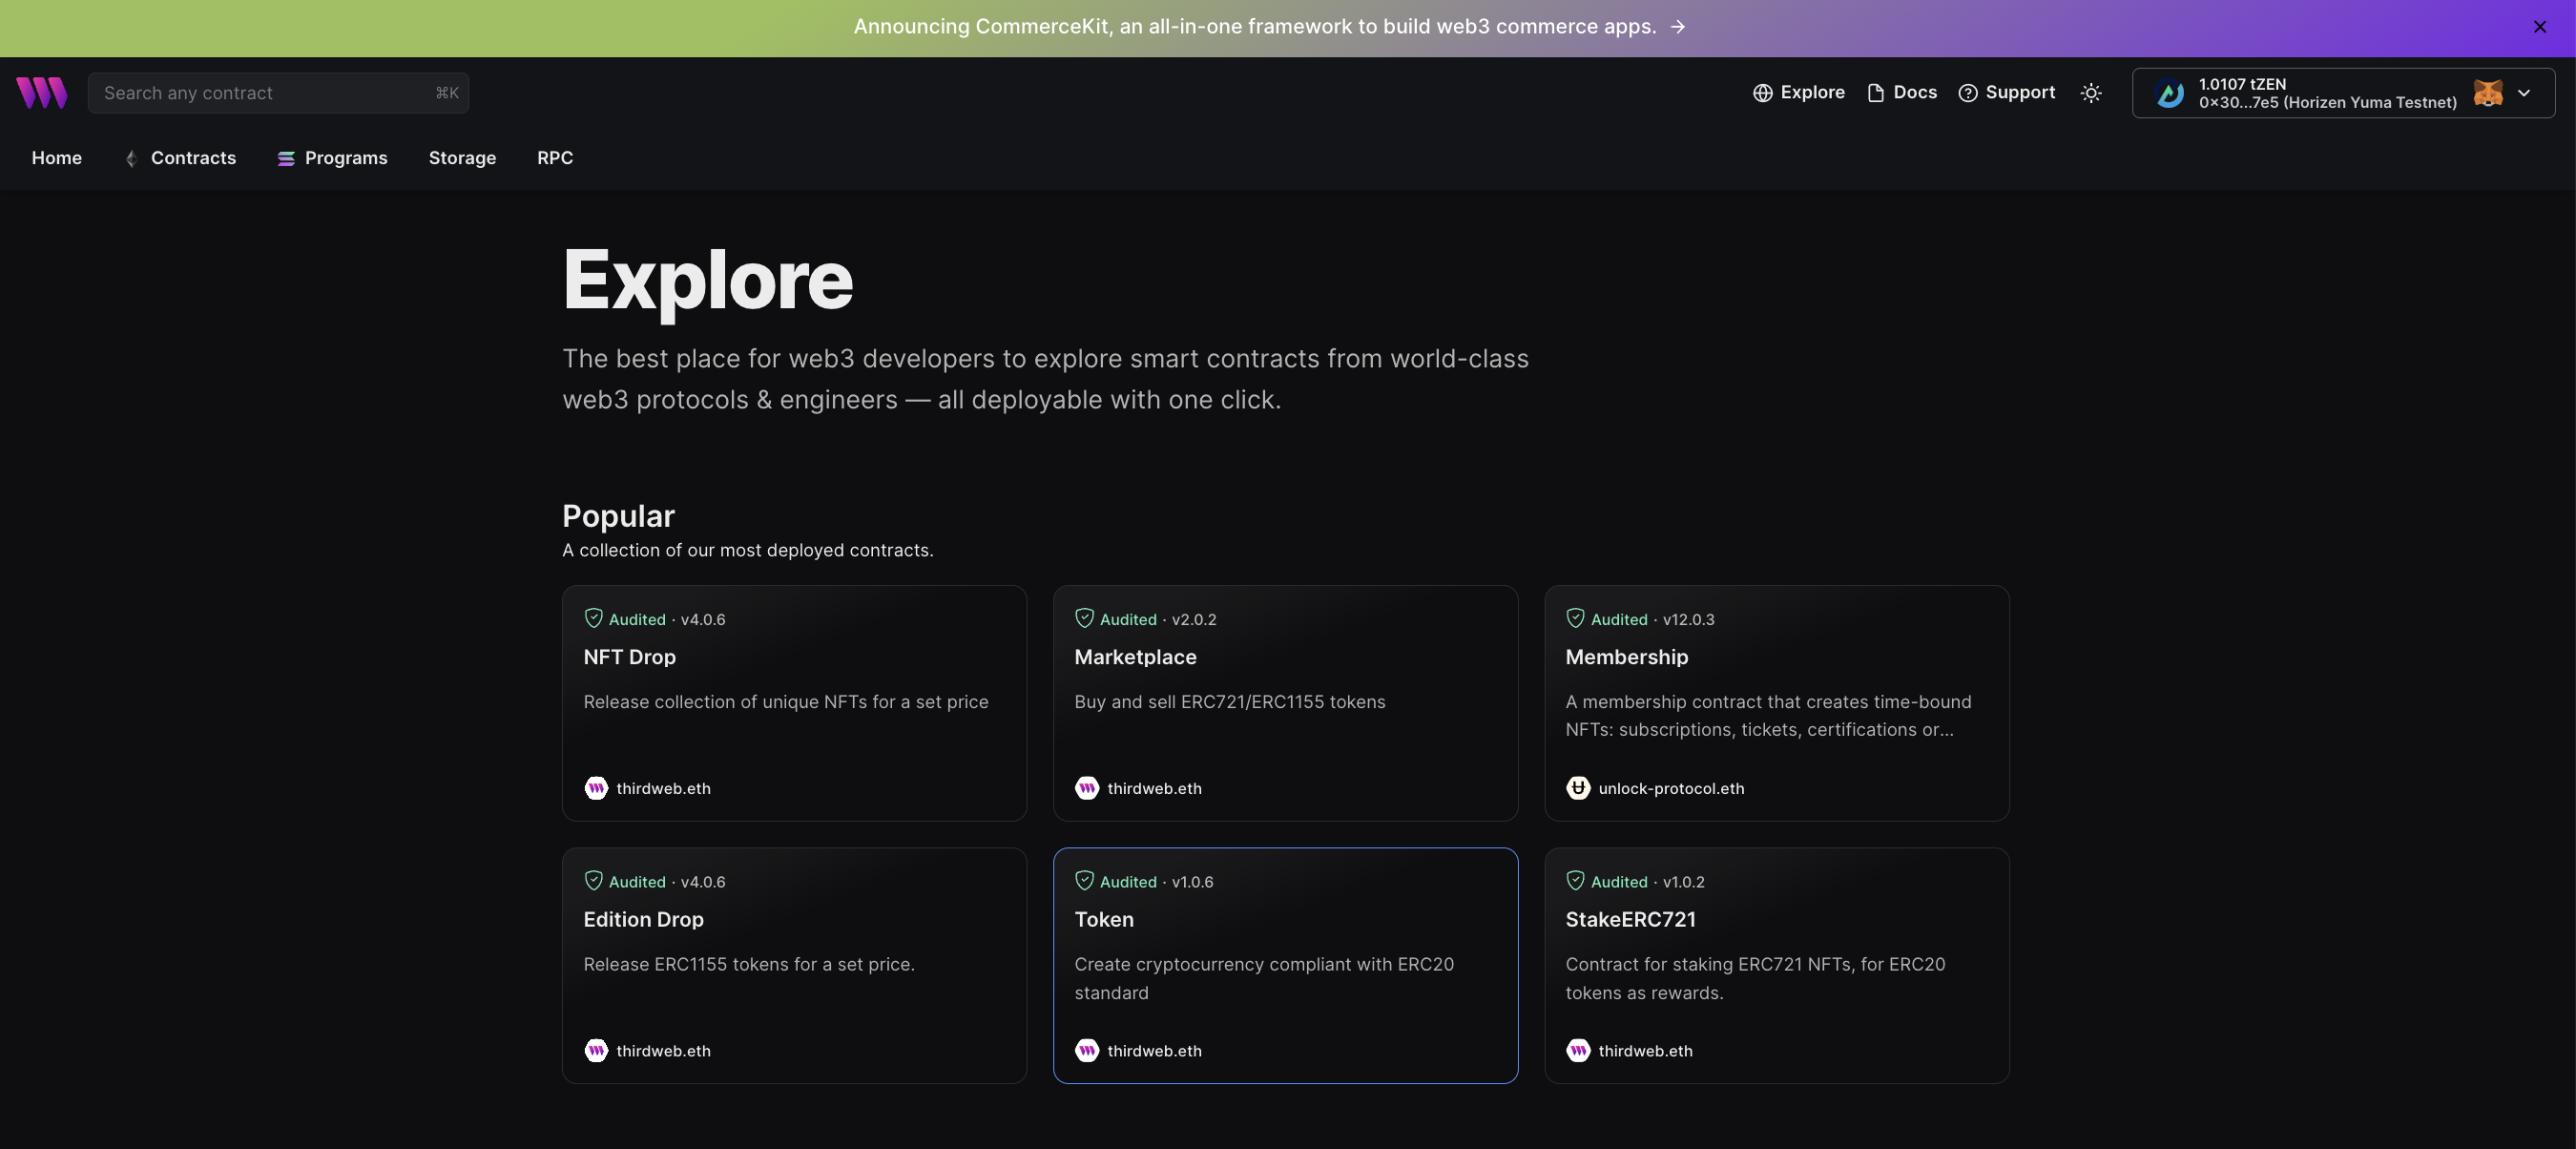 Announcing CommerceKit, an all-in-one framework to build web3 commerce apps. →
Search any contract ⌘K
Explore Docs Support
1.0107 tZEN
0x30...7e5 (Horizen Yuma Testnet)
Home Contracts Programs Storage RPC
Explore
The best place for web3 developers to explore smart contracts from world-class
web3 protocols & engineers — all deployable with one click.
Popular
A collection of our most deployed contracts.
Audited · v4.0.6
NFT Drop
Release collection of unique NFTs for a set price
thirdweb.eth
Audited · v2.0.2
Marketplace
Buy and sell ERC721/ERC1155 tokens
thirdweb.eth
Audited · v12.0.3
Membership
A membership contract that creates time-bound
NFTs: subscriptions, tickets, certifications or...
unlock-protocol.eth
Audited · v4.0.6
Edition Drop
Release ERC1155 tokens for a set price.
thirdweb.eth
Audited · v1.0.6
Token
Create cryptocurrency compliant with ERC20
standard
thirdweb.eth
Audited · v1.0.2
StakeERC721
Contract for staking ERC721 NFTs, for ERC20
tokens as rewards.
thirdweb.eth